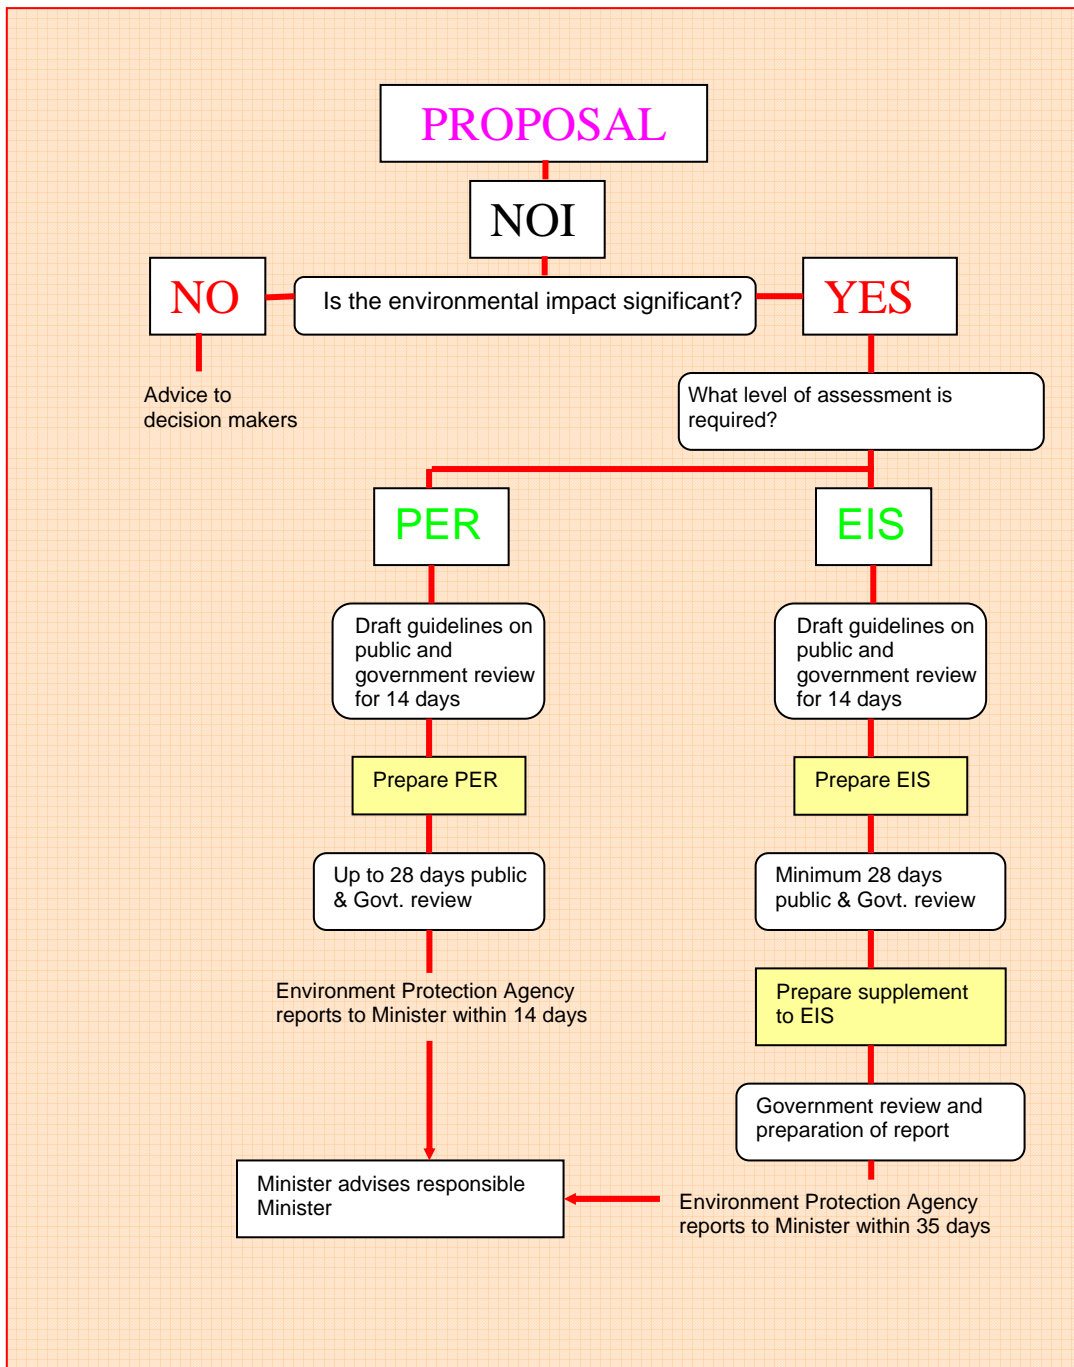 PROPOSAL
NOI
NO
Is the environmental impact significant?
YES
Advice to
decision makers
What level of assessment is
required?
PER
EIS
Draft guidelines on
public and
government review
for 14 days
Draft guidelines on
public and
government review
for 14 days
Prepare PER
Prepare EIS
Up to 28 days public
& Govt. review
Minimum 28 days
public & Govt. review
Environment Protection Agency
reports to Minister within 14 days
Prepare supplement
to EIS
Government review and
preparation of report
Minister advises responsible
Minister
Environment Protection Agency
reports to Minister within 35 days